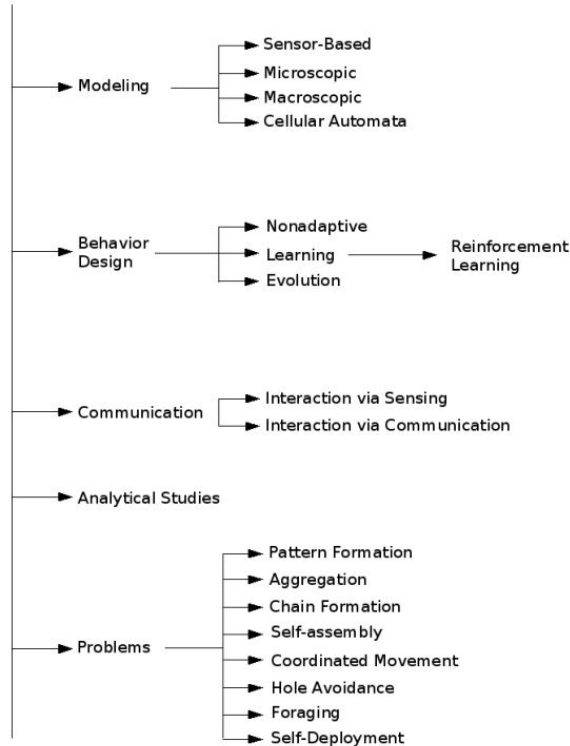 Sensor-Based
Modeling
Microscopic
Macroscopic
Cellular Automata
Behavior
Design
Nonadaptive
Learning
Evolution
Reinforcement
Learning
Communication
Interaction via Sensing
Interaction via Communication
Analytical Studies
Problems
Pattern Formation
Aggregation
Chain Formation
Self-assembly
Coordinated Movement
Hole Avoidance
Foraging
Self-Deployment